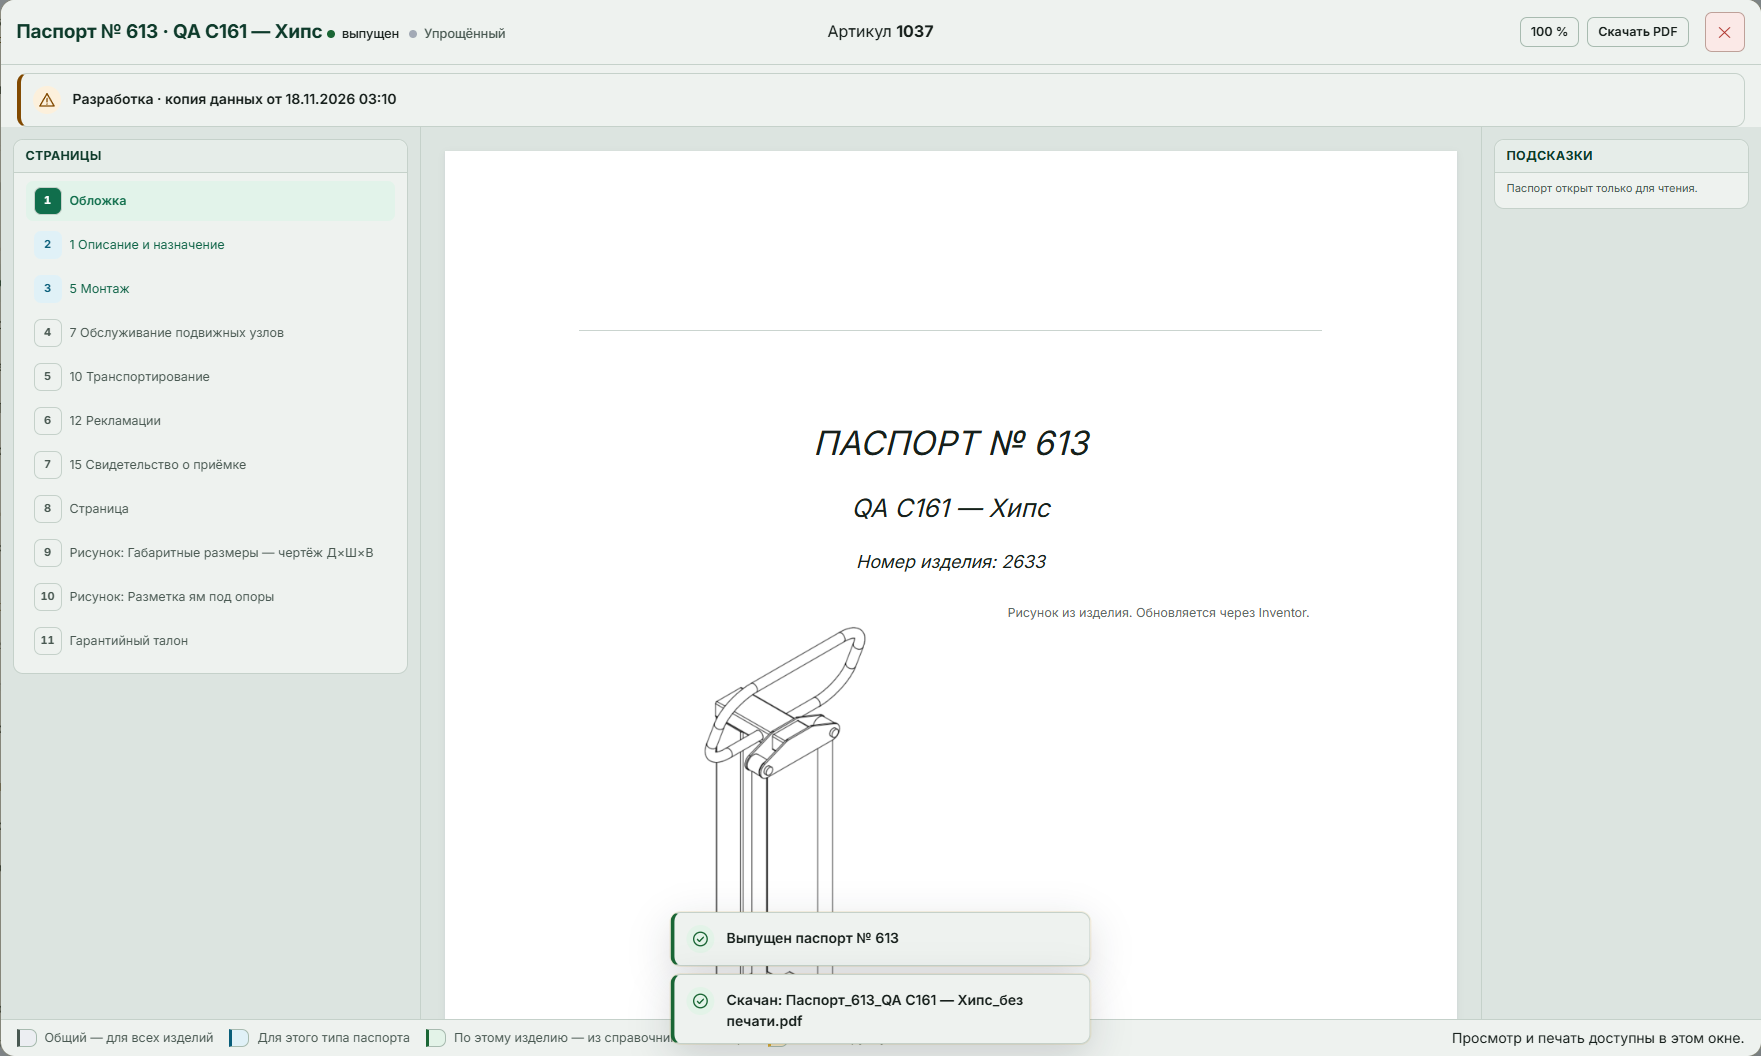 Паспорт № 613 · QA C161 — Хипс
выпущен
Упрощённый
Артикул 1037
100 %
Скачать PDF
Разработка · копия данных от 18.11.2026 03:10
СТРАНИЦЫ
1 Обложка
2 1 Описание и назначение
3 5 Монтаж
4 7 Обслуживание подвижных узлов
5 10 Транспортирование
6 12 Рекламации
7 15 Свидетельство о приёмке
8 Страница
9 Рисунок: Габаритные размеры — чертёж Д×Ш×В
10 Рисунок: Разметка ям под опоры
11 Гарантийный талон
ПАСПОРТ № 613
QA C161 — Хипс
Номер изделия: 2633
Рисунок из изделия. Обновляется через Inventor.
ПОДСКАЗКИ
Паспорт открыт только для чтения.
Выпущен паспорт № 613
Скачан: Паспорт_613_QA C161 — Хипс_без
печати.pdf
Общий — для всех изделий
Для этого типа паспорта
По этому изделию — из
Просмотр и печать доступны в этом окне.